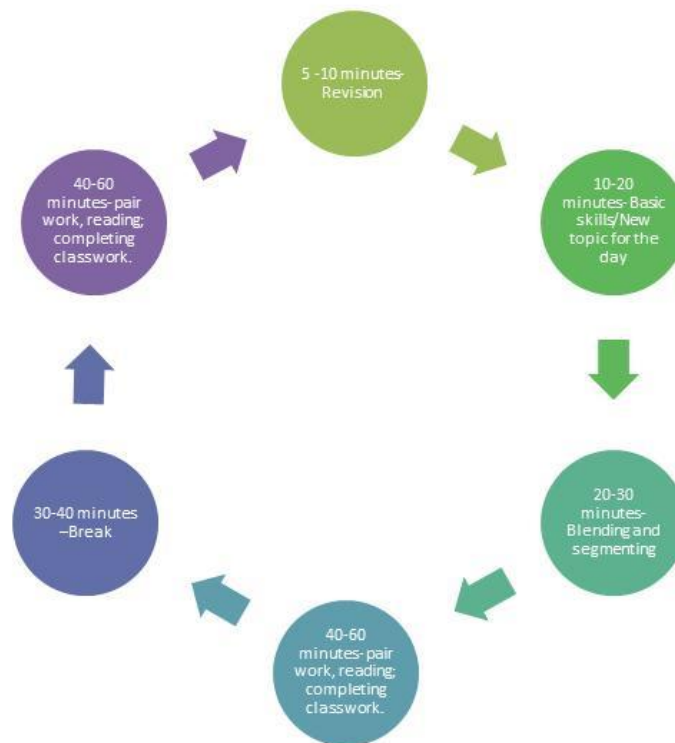 5 -10 minutes-
Revision
10-20
minutes- Basic
skills/New
topic for the
day
20-30
minutes-
Blending and
segmenting
40-60
minutes- pair
work, reading;
completing
classwork.
30-40 minutes
–Break
40-60
minutes- pair
work, reading;
completing
classwork.